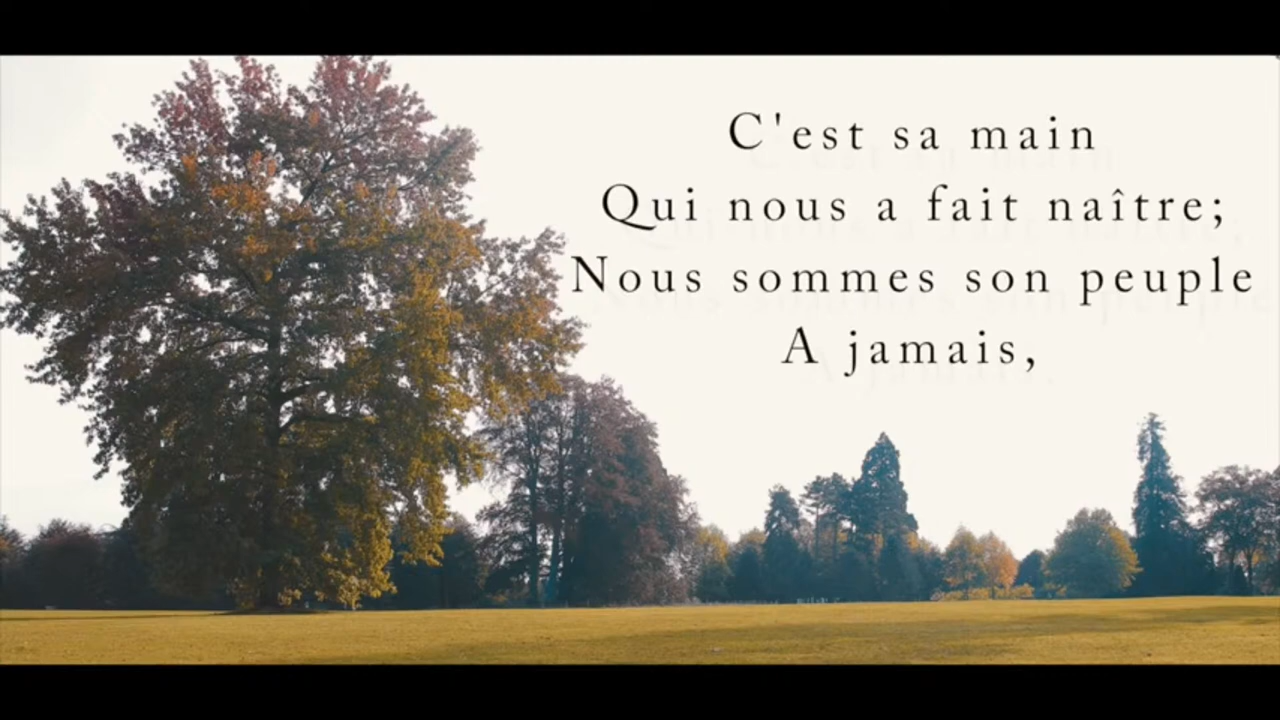 C'est sa main
Qui nous a fait naître;
Nous sommes son peuple
A jamais,